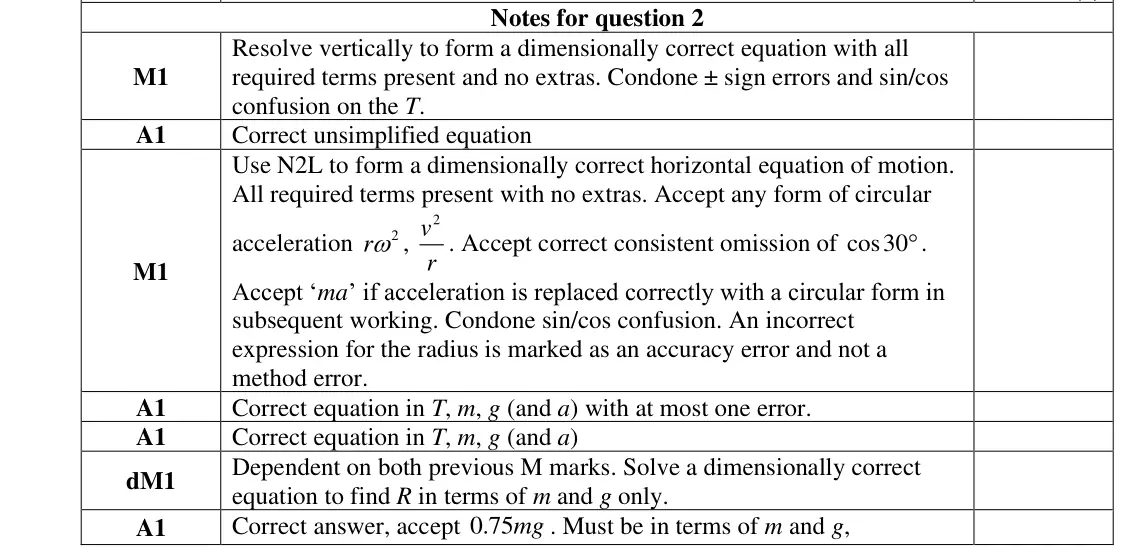 Notes for question 2
M1
Resolve vertically to form a dimensionally correct equation with all
required terms present and no extras. Condone ± sign errors and sin/cos
confusion on the T.
A1
Correct unsimplified equation
M1
Use N2L to form a dimensionally correct horizontal equation of motion.
All required terms present with no extras. Accept any form of circular
acceleration rω², v²/r. Accept correct consistent omission of cos30°.
Accept ‘ma’ if acceleration is replaced correctly with a circular form in
subsequent working. Condone sin/cos confusion. An incorrect
expression for the radius is marked as an accuracy error and not a
method error.
A1
Correct equation in T, m, g (and a) with at most one error.
A1
Correct equation in T, m, g (and a)
dM1
Dependent on both previous M marks. Solve a dimensionally correct
equation to find R in terms of m and g only.
A1
Correct answer, accept 0.75mg . Must be in terms of m and g,